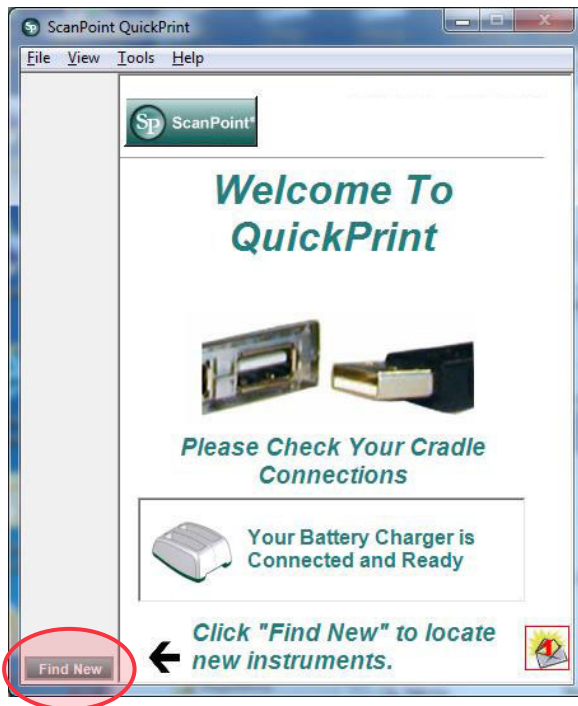 ScanPoint QuickPrint
File View Tools Help
Sp ScanPoint®
Welcome To
QuickPrint
Please Check Your Cradle
Connections
Your Battery Charger is
Connected and Ready
Click "Find New" to locate
new instruments.
Find New